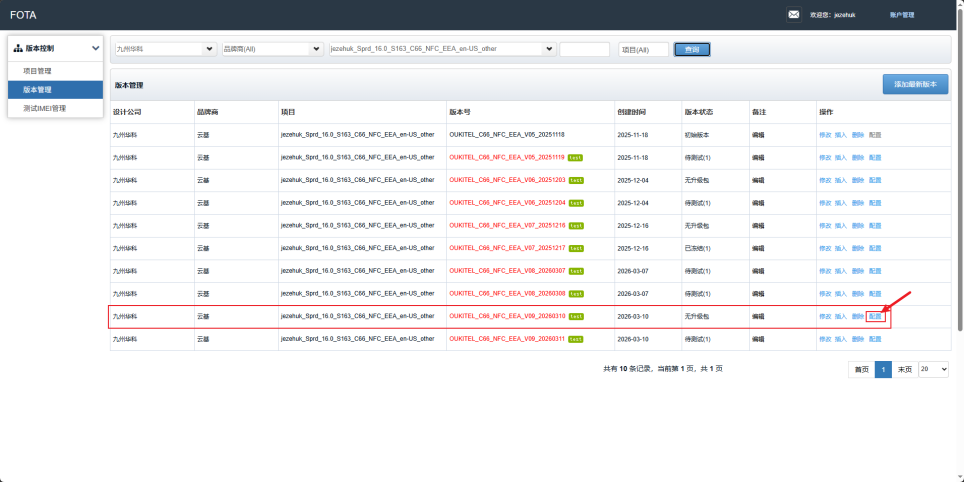 FOTA
欢迎您：jezehuk 账户管理
版本控制
项目管理
版本管理
测试IMEI管理
九州华科 品牌商(All) jezehuk_Sprd_16.0_S163_C66_NFC_EEA_en-US_other 项目(All) 查询
版本管理 添加最新版本
设计公司 品牌商 项目 版本号 创建时间 版本状态 备注 操作
九州华科 云基 jezehuk_Sprd_16.0_S163_C66_NFC_EEA_en-US_other OUKITEL_C66_NFC_EEA_V05_20251118 2025-11-18 初始版本 编辑 修改 插入 删除 配置
九州华科 云基 jezehuk_Sprd_16.0_S163_C66_NFC_EEA_en-US_other OUKITEL_C66_NFC_EEA_V05_20251119 test 2025-11-18 待测试(1) 编辑 修改 插入 删除 配置
九州华科 云基 jezehuk_Sprd_16.0_S163_C66_NFC_EEA_en-US_other OUKITEL_C66_NFC_EEA_V06_20251203 test 2025-12-04 无升级包 编辑 修改 插入 删除 配置
九州华科 云基 jezehuk_Sprd_16.0_S163_C66_NFC_EEA_en-US_other OUKITEL_C66_NFC_EEA_V06_20251204 test 2025-12-04 待测试(1) 编辑 修改 插入 删除 配置
九州华科 云基 jezehuk_Sprd_16.0_S163_C66_NFC_EEA_en-US_other OUKITEL_C66_NFC_EEA_V07_20251216 test 2025-12-16 无升级包 编辑 修改 插入 删除 配置
九州华科 云基 jezehuk_Sprd_16.0_S163_C66_NFC_EEA_en-US_other OUKITEL_C66_NFC_EEA_V07_20251217 test 2025-12-16 已冻结(1) 编辑 修改 插入 删除 配置
九州华科 云基 jezehuk_Sprd_16.0_S163_C66_NFC_EEA_en-US_other OUKITEL_C66_NFC_EEA_V08_20260307 test 2026-03-07 待测试(1) 编辑 修改 插入 删除 配置
九州华科 云基 jezehuk_Sprd_16.0_S163_C66_NFC_EEA_en-US_other OUKITEL_C66_NFC_EEA_V08_20260308 test 2026-03-07 待测试(1) 编辑 修改 插入 删除 配置
九州华科 云基 jezehuk_Sprd_16.0_S163_C66_NFC_EEA_en-US_other OUKITEL_C66_NFC_EEA_V09_20260310 test 2026-03-10 无升级包 编辑 修改 插入 删除 配置
九州华科 云基 jezehuk_Sprd_16.0_S163_C66_NFC_EEA_en-US_other OUKITEL_C66_NFC_EEA_V09_20260311 test 2026-03-10 待测试(1) 编辑 修改 插入 删除 配置
共有 10 条记录，当前第 1 页，共 1 页 首页 1 末页 20